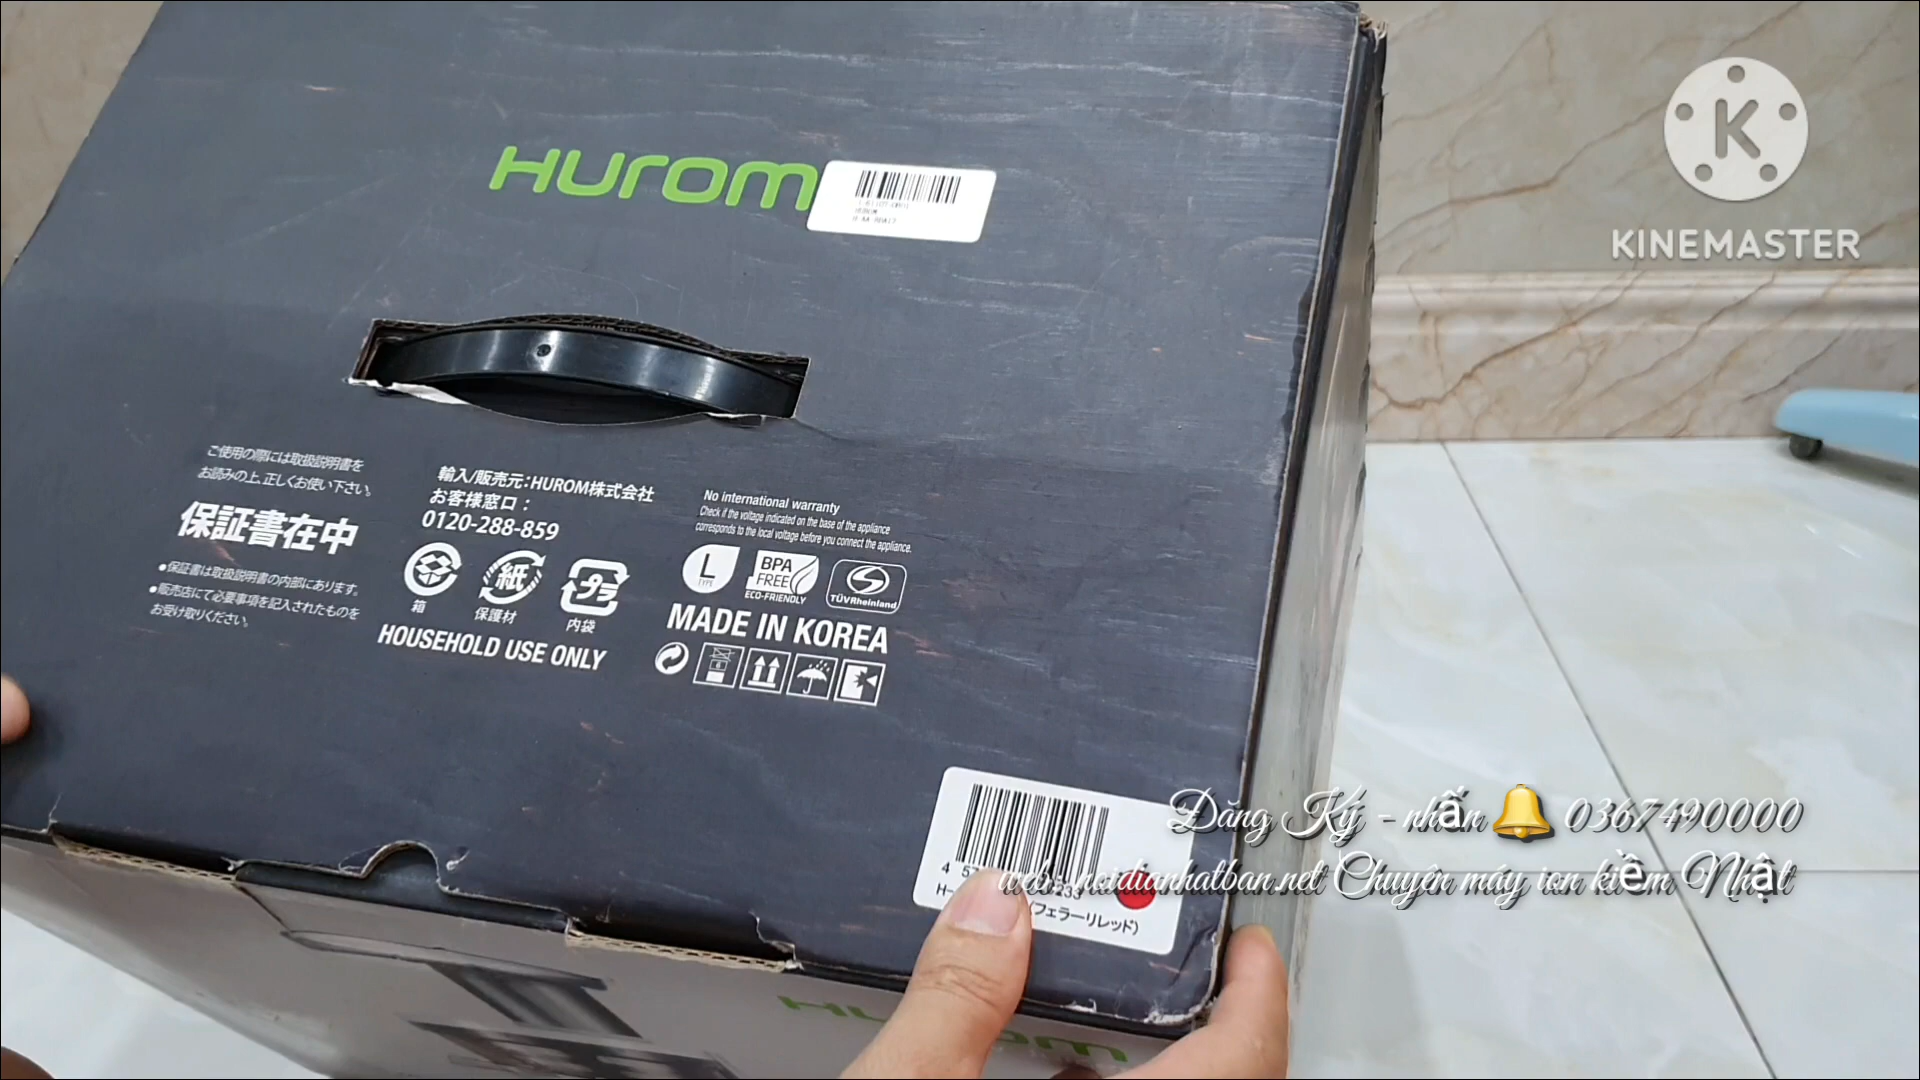 HUROM
K
KINEMASTER
ご使用の際には取扱説明書を
お読みの上、正しくお使い下さい。
保証書在中
●保証書は取扱説明書の内部にあります。
●販売店にて必要事項を記入されたものを
お受け取りください。
輸入/販売元:HUROM株式会社
お客様窓口:
0120-288-859
箱
紙
保護材
プラ
内袋
HOUSEHOLD USE ONLY
No international warranty
Check if the voltage indicated on the base of the appliance
corresponds to the local voltage before you connect the appliance.
L
TYPE
BPA
FREE
ECO-FRIENDLY
TÜVRheinland
MADE IN KOREA
Đăng Ký - nhấn🔔 0367490000
web: noidianhatban.net Chuyên máy ion kiềm Nhật
(フェラーリレッド)
HUROM